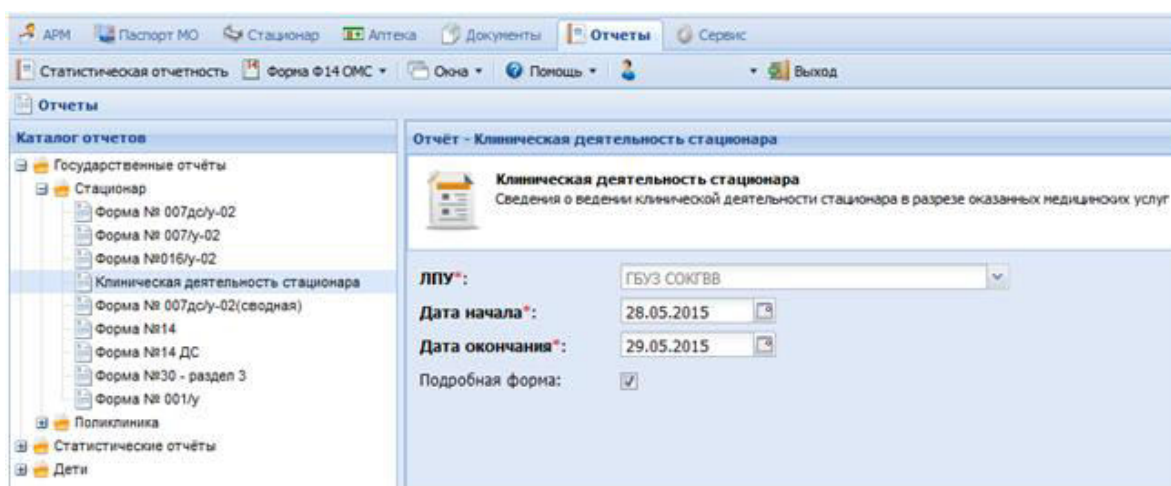 АРМ Паспорт МО Стационар Аптека Документы Отчеты Сервис
Статистическая отчетность Форма Ф14 ОМС Окна Помощь Выход
Отчеты
Каталог отчетов
Государственные отчёты
Стационар
Форма № 007дс/у-02
Форма № 007/у-02
Форма №016/у-02
Клиническая деятельность стационара
Форма № 007дс/у-02(сводная)
Форма №14
Форма №14 ДС
Форма №30 - раздел 3
Форма № 001/у
Поликлиника
Статистические отчёты
Дети
Отчёт - Клиническая деятельность стационара
Клиническая деятельность стационара
Сведения о ведении клинической деятельности стационара в разрезе оказанных медицинских услуг
ЛПУ*: ГБУЗ СОКГВВ
Дата начала*: 28.05.2015
Дата окончания*: 29.05.2015
Подробная форма: